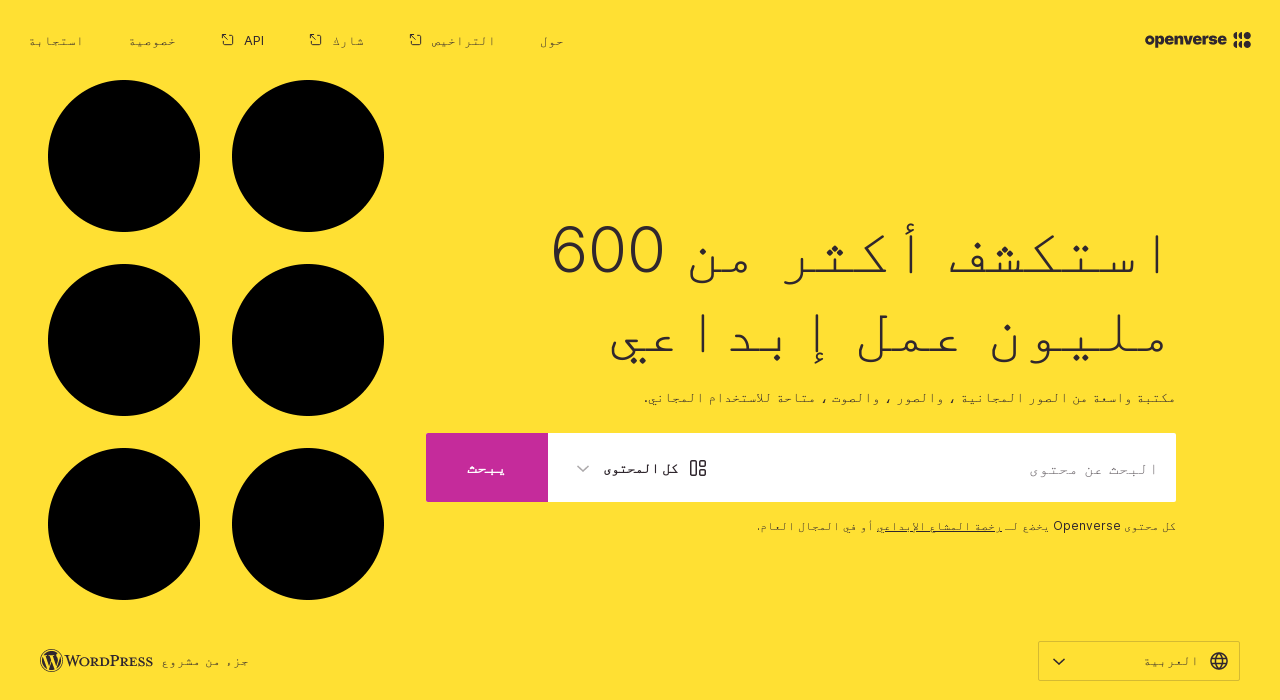 openverse
حول
التراخيص
شارك
API
خصوصية
استجابة
استكشف أكثر من 600
مليون عمل إبداعي
مكتبة واسعة من الصور المجانية ، والصور ، والصوت ، متاحة للاستخدام المجاني.
البحث عن محتوى
كل المحتوى
يبحث
كل محتوى Openverse يخضع لـ رخصة المشاع الإبداعي أو في المجال العام.
العربية
جزء من مشروع WORDPRESS